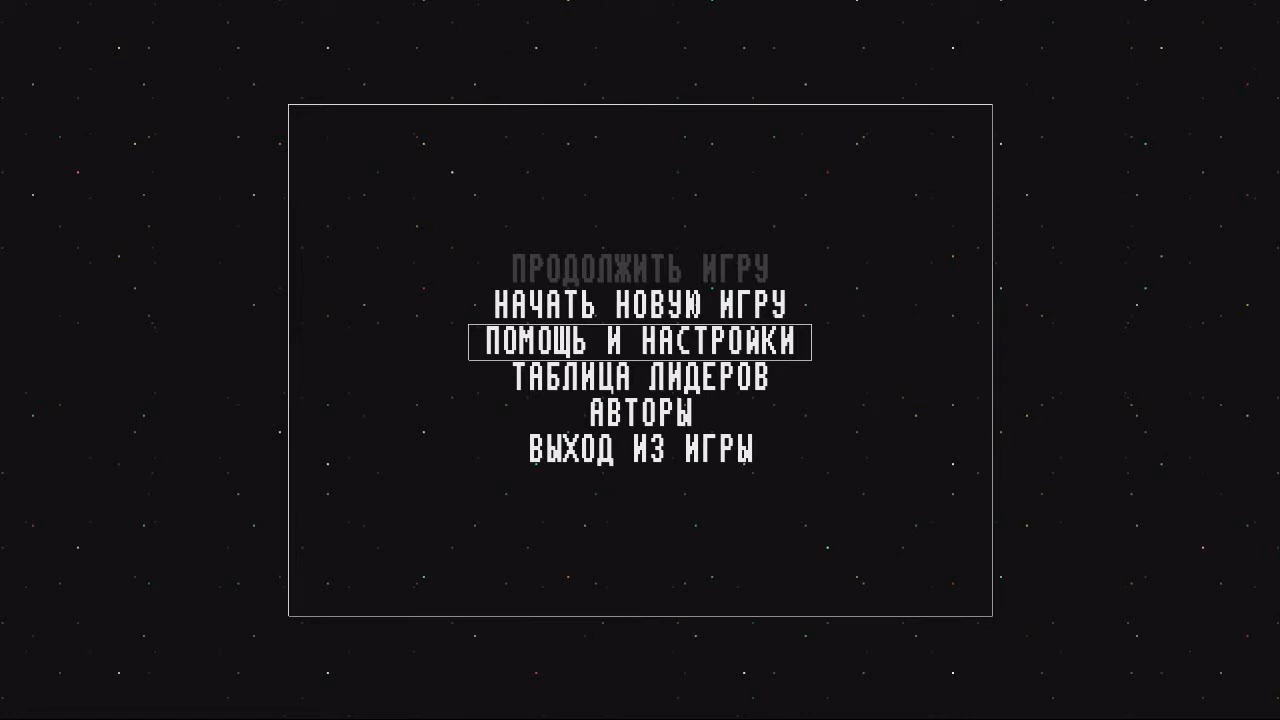 ПРОДОЛЖИТЬ ИГРУ
НАЧАТЬ НОВУЮ ИГРУ
ПОМОЩЬ И НАСТРОЙКИ
ТАБЛИЦА ЛИДЕРОВ
АВТОРЫ
ВЫХОД ИЗ ИГРЫ